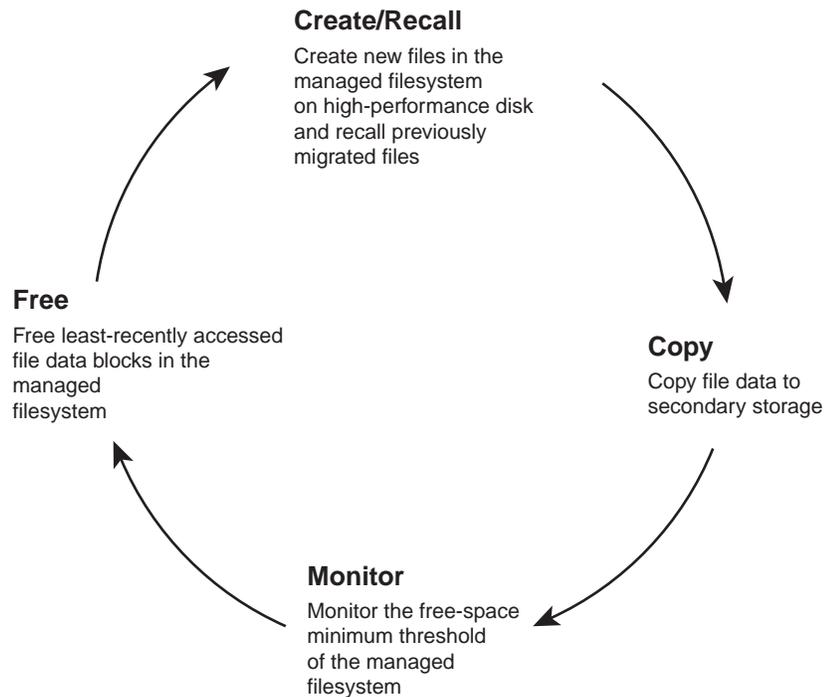 Create/Recall
Create new files in the
managed filesystem
on high-performance disk
and recall previously
migrated files
Free
Free least-recently accessed
file data blocks in the
managed
filesystem
Copy
Copy file data to
secondary storage
Monitor
Monitor the free-space
minimum threshold
of the managed
filesystem